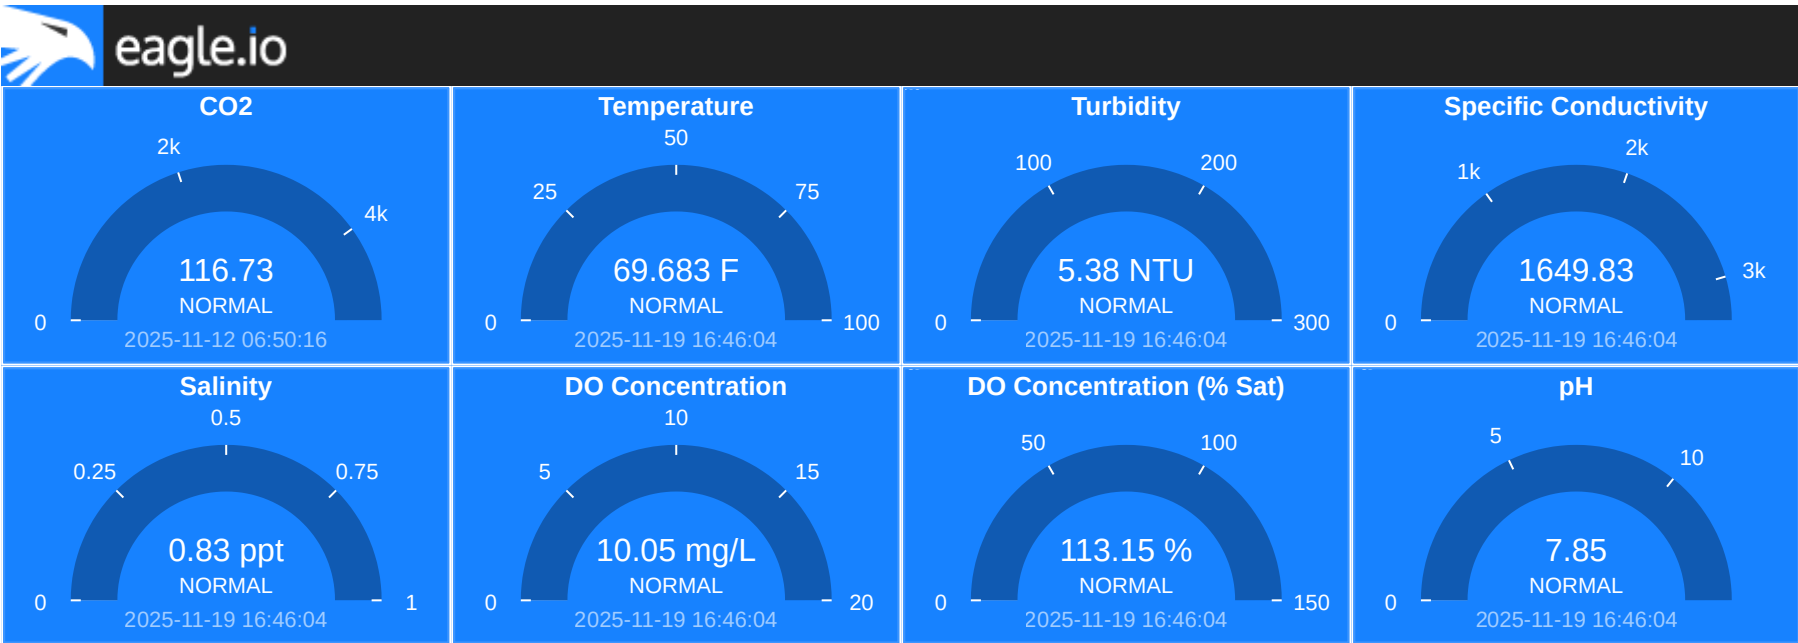 eagle.io
CO2
2k
4k
0
116.73
NORMAL
2025-11-12 06:50:16
Temperature
50
25
75
0
100
69.683 F
NORMAL
2025-11-19 16:46:04
Turbidity
100
200
0
300
5.38 NTU
NORMAL
2025-11-19 16:46:04
Specific Conductivity
2k
1k
3k
0
1649.83
NORMAL
2025-11-19 16:46:04
Salinity
0.5
0.25
0.75
0
1
0.83 ppt
NORMAL
2025-11-19 16:46:04
DO Concentration
10
5
15
0
20
10.05 mg/L
NORMAL
2025-11-19 16:46:04
DO Concentration (% Sat)
50
100
0
150
113.15 %
NORMAL
2025-11-19 16:46:04
pH
5
10
0
7.85
NORMAL
2025-11-19 16:46:04